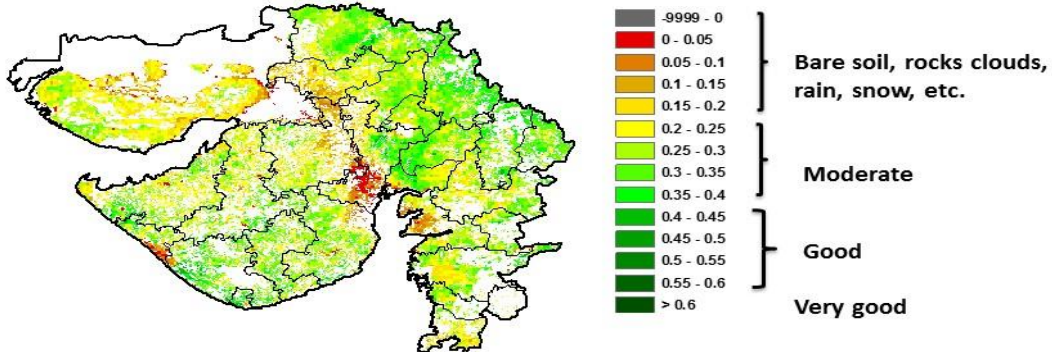 -9999 - 0
0 - 0.05
0.05 - 0.1
0.1 - 0.15
0.15 - 0.2
0.2 - 0.25
0.25 - 0.3
0.3 - 0.35
0.35 - 0.4
0.4 - 0.45
0.45 - 0.5
0.5 - 0.55
0.55 - 0.6
> 0.6
Bare soil, rocks clouds,
rain, snow, etc.
Moderate
Good
Very good